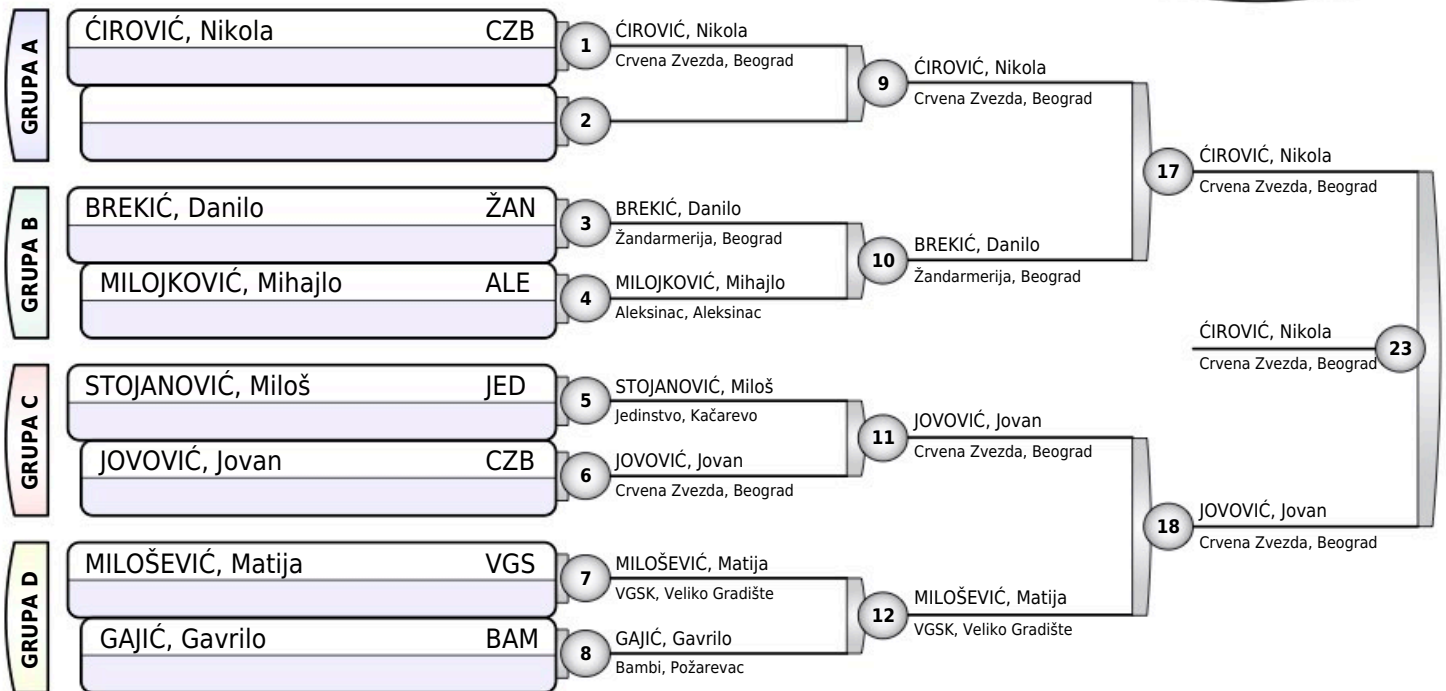 GRUPA A
ĆIROVIĆ, Nikola CZB
1
ĆIROVIĆ, Nikola
Crvena Zvezda, Beograd
2
9
ĆIROVIĆ, Nikola
Crvena Zvezda, Beograd
GRUPA B
BREKIĆ, Danilo ŽAN
MILOJKOVIĆ, Mihajlo ALE
3
BREKIĆ, Danilo
Žandarmerija, Beograd
4
MILOJKOVIĆ, Mihajlo
Aleksinac, Aleksinac
10
BREKIĆ, Danilo
Žandarmerija, Beograd
17
ĆIROVIĆ, Nikola
Crvena Zvezda, Beograd
ĆIROVIĆ, Nikola
Crvena Zvezda, Beograd
23
GRUPA C
STOJANOVIĆ, Miloš JED
JOVOVIĆ, Jovan CZB
5
STOJANOVIĆ, Miloš
Jedinstvo, Kačarevo
6
JOVOVIĆ, Jovan
Crvena Zvezda, Beograd
11
JOVOVIĆ, Jovan
Crvena Zvezda, Beograd
18
JOVOVIĆ, Jovan
Crvena Zvezda, Beograd
GRUPA D
MILOŠEVIĆ, Matija VGS
GAJIĆ, Gavrilo BAM
7
MILOŠEVIĆ, Matija
VGSK, Veliko Gradište
8
GAJIĆ, Gavrilo
Bambi, Požarevac
12
MILOŠEVIĆ, Matija
VGSK, Veliko Gradište